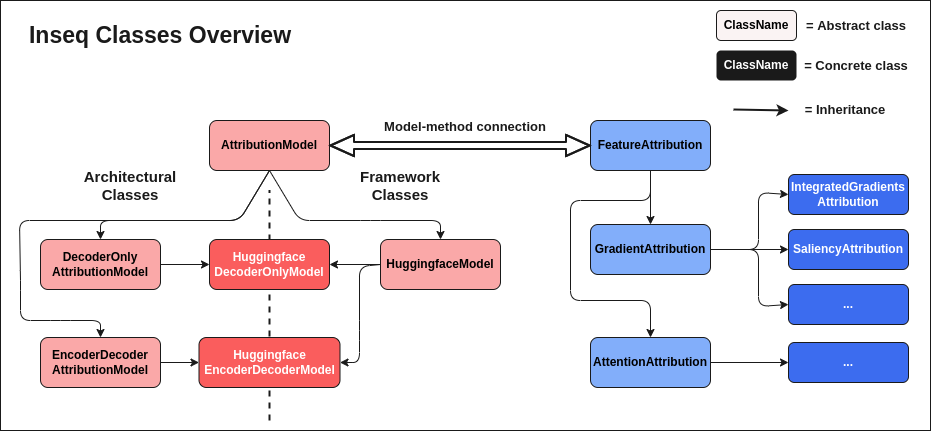 Inseq Classes Overview
ClassName
= Abstract class
ClassName
= Concrete class
= Inheritance
Model-method connection
AttributionModel
FeatureAttribution
Architectural
Classes
Framework
Classes
IntegratedGradients
Attribution
DecoderOnly
AttributionModel
Huggingface
DecoderOnlyModel
HuggingfaceModel
GradientAttribution
SaliencyAttribution
...
EncoderDecoder
AttributionModel
Huggingface
EncoderDecoderModel
AttentionAttribution
...